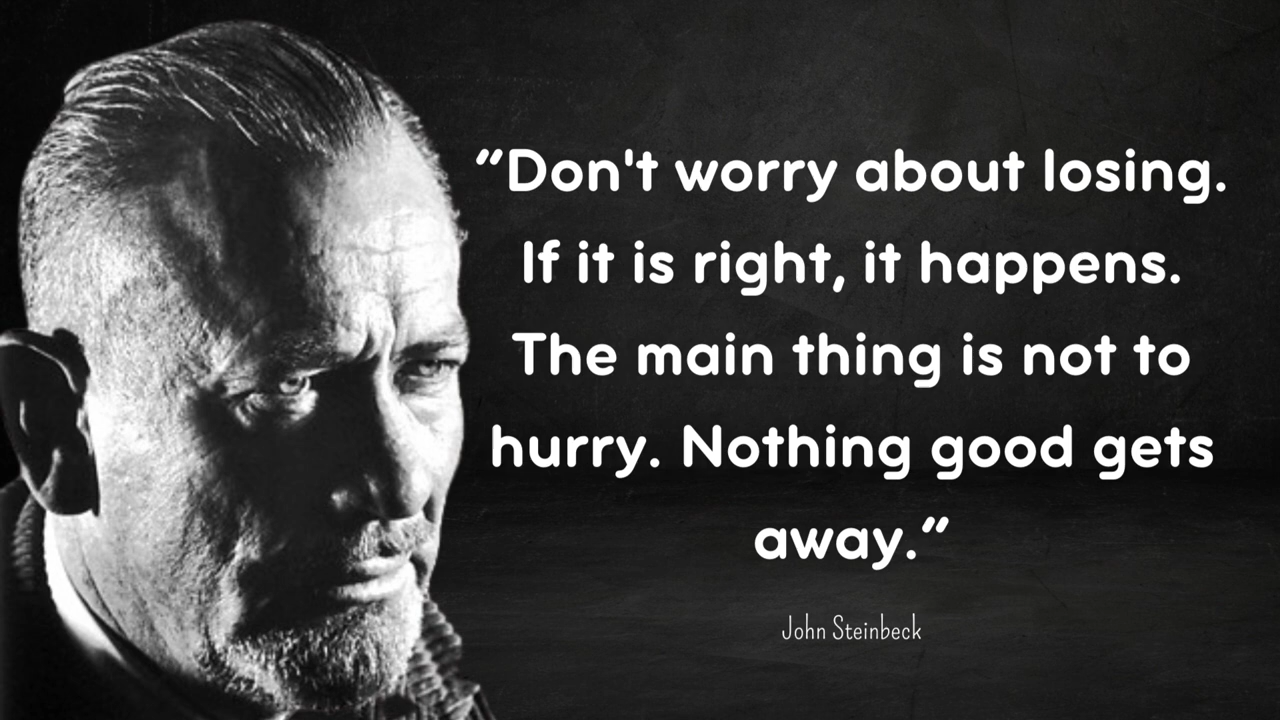 “Don't worry about losing.
If it is right, it happens.
The main thing is not to
hurry. Nothing good gets
away.”
John Steinbeck